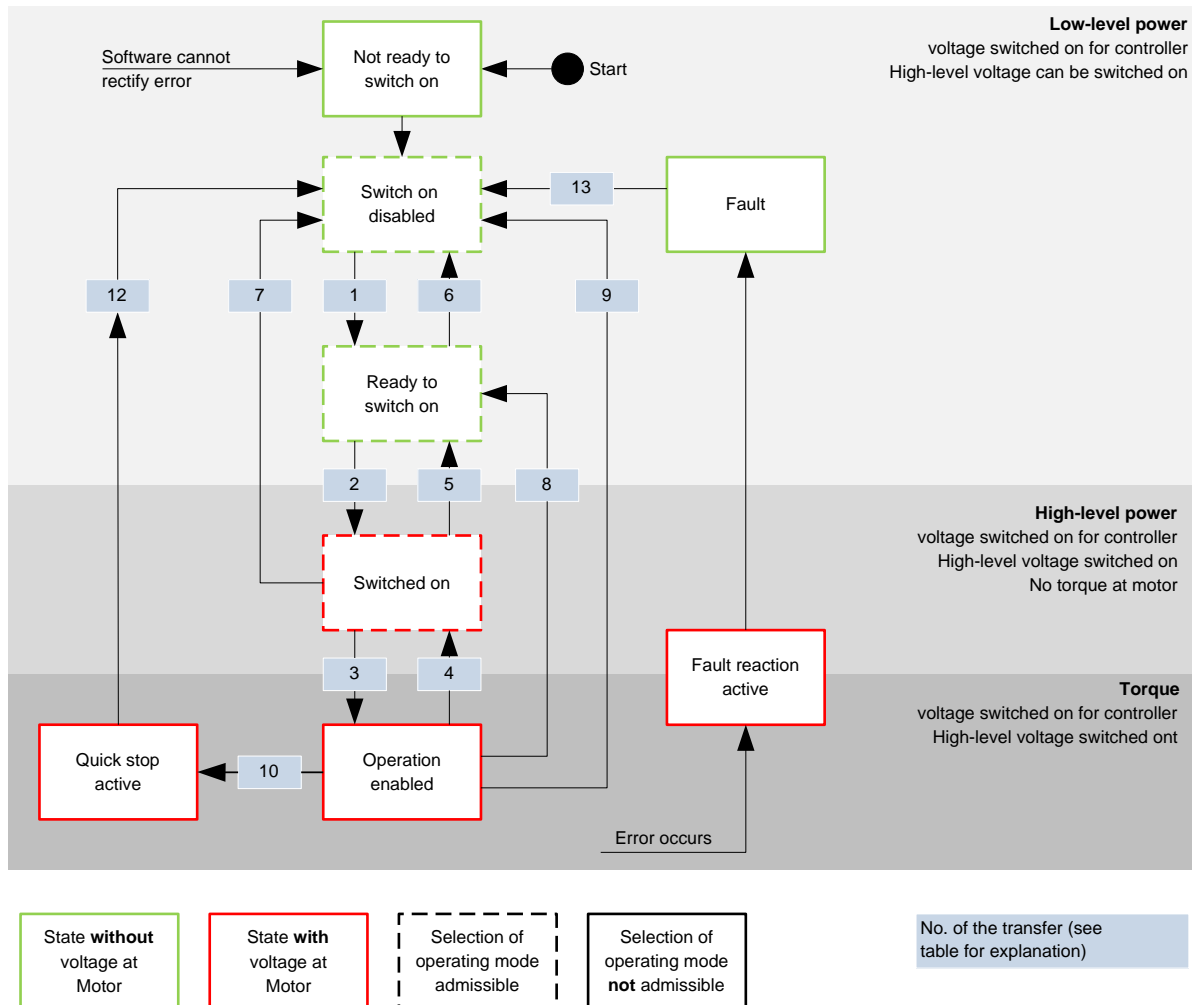 Low-level power
voltage switched on for controller
High-level voltage can be switched on
Software cannot
rectify error
Not ready to
switch on
Start
Switch on
disabled
13
Fault
12
7
1
6
9
Ready to
switch on
2
5
8
High-level power
voltage switched on for controller
High-level voltage switched on
No torque at motor
Switched on
3
4
Fault reaction
active
Torque
voltage switched on for controller
High-level voltage switched ont
Quick stop
active
10
Operation
enabled
Error occurs
State without
voltage at
Motor
State with
voltage at
Motor
Selection of
operating mode
admissible
Selection of
operating mode
not admissible
No. of the transfer (see
table for explanation)